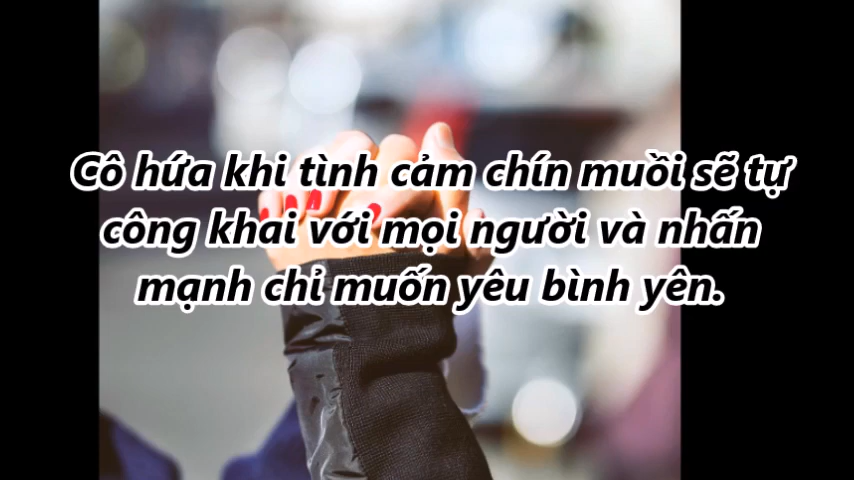 Cô hứa khi tình cảm chín muồi sẽ tự
công khai với mọi người và nhấn
mạnh chỉ muốn yêu bình yên.